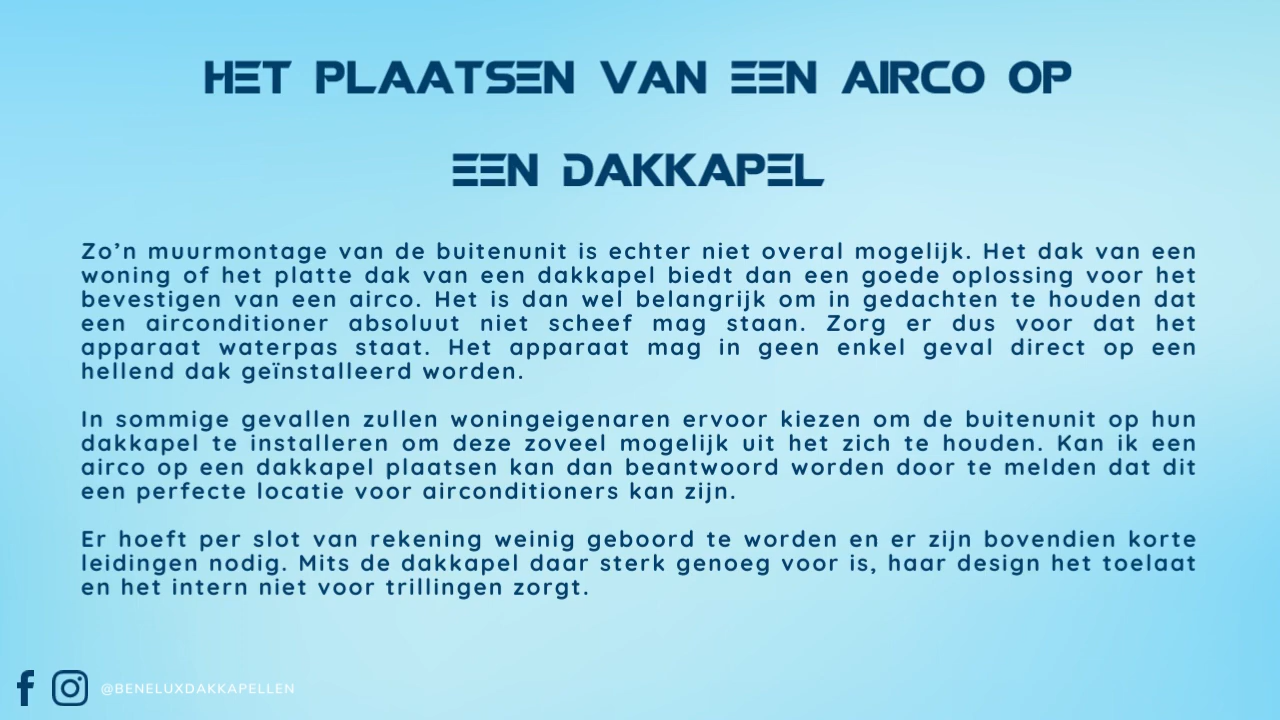 HET PLAATSEN VAN EEN AIRCO OP
EEN DAKKAPEL
Zo’n muurmontage van de buitenunit is echter niet overal mogelijk. Het dak van een
woning of het platte dak van een dakkapel biedt dan een goede oplossing voor het
bevestigen van een airco. Het is dan wel belangrijk om in gedachten te houden dat
een airconditioner absoluut niet scheef mag staan. Zorg er dus voor dat het
apparaat waterpas staat. Het apparaat mag in geen enkel geval direct op een
hellend dak geïnstalleerd worden.
In sommige gevallen zullen woningeigenaren ervoor kiezen om de buitenunit op hun
dakkapel te installeren om deze zoveel mogelijk uit het zich te houden. Kan ik een
airco op een dakkapel plaatsen kan dan beantwoord worden door te melden dat dit
een perfecte locatie voor airconditioners kan zijn.
Er hoeft per slot van rekening weinig geboord te worden en er zijn bovendien korte
leidingen nodig. Mits de dakkapel daar sterk genoeg voor is, haar design het toelaat
en het intern niet voor trillingen zorgt.
@BENELUXDAKKAPELLEN